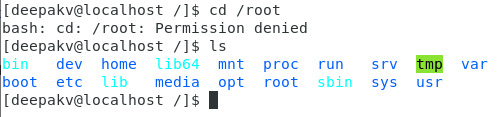 [deepakv@localhost /]$ cd /root
bash: cd: /root: Permission denied
[deepakv@localhost /]$ ls
bin   dev  home  lib64  mnt  proc  run   srv  tmp  var
boot  etc  lib   media  opt  root  sbin  sys  usr
[deepakv@localhost /]$